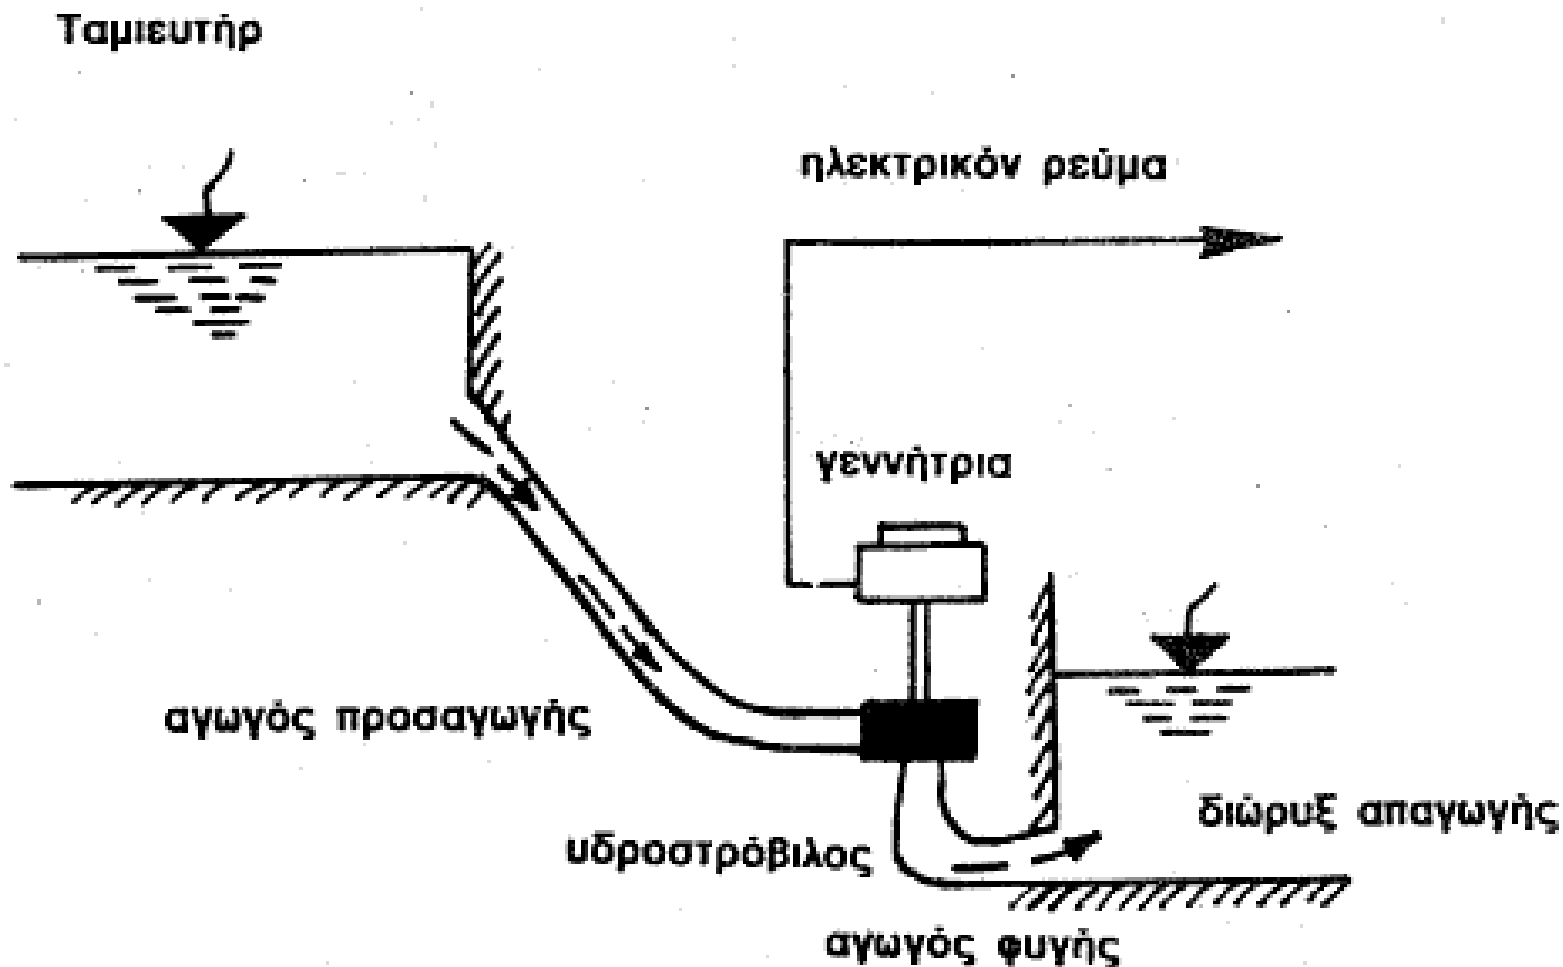 Ταμιευτήρ
ηλεκτρικόν ρεύμα
γεννήτρια
αγωγός προσαγωγής
διώρυξ απαγωγής
υδροστρόβιλος
αγωγός φυγής